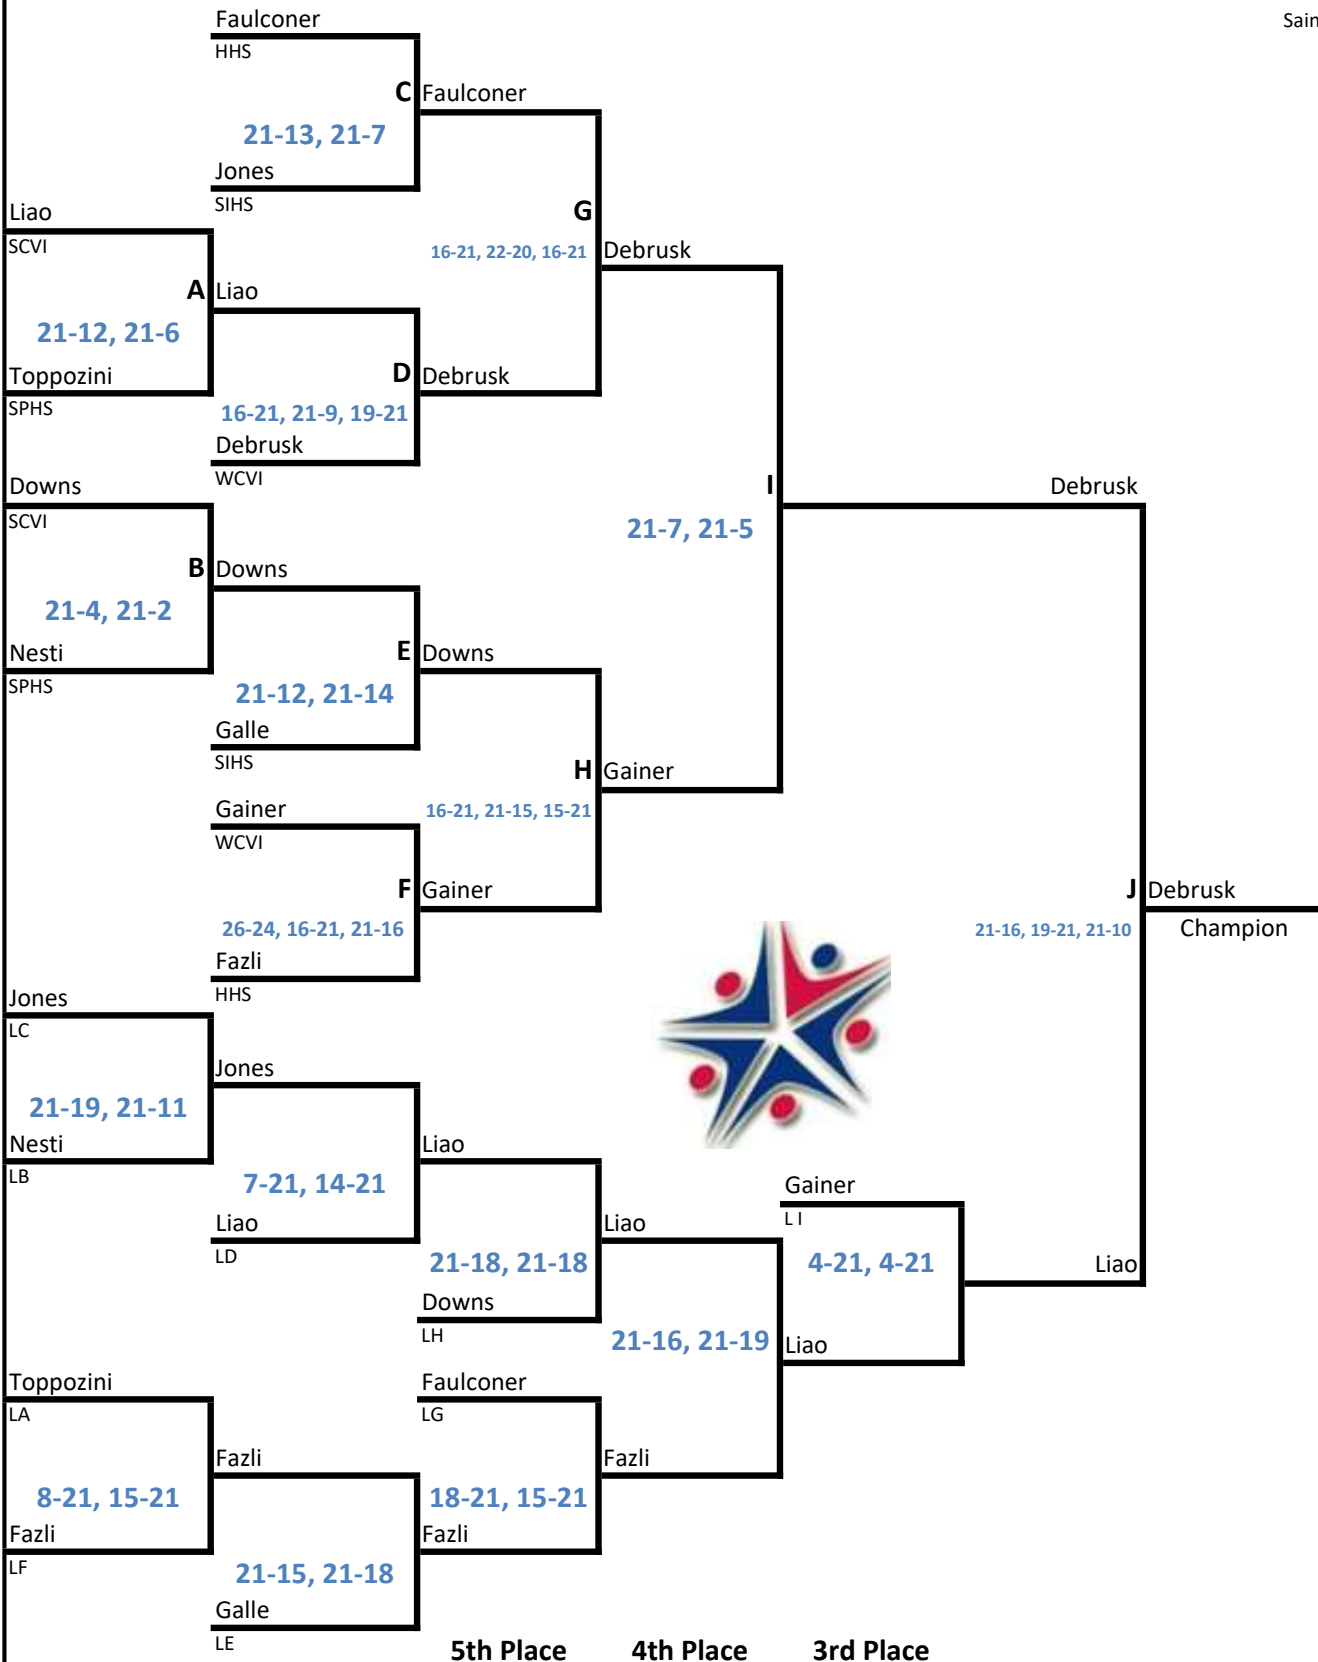 Faulconer
Sain
HHS
C
Faulconer
21-13, 21-7
Jones
SIHS
Liao
G
SCVI
16-21, 22-20, 16-21
Debrusk
A
Liao
21-12, 21-6
Toppozini
D
Debrusk
SPHS
16-21, 21-9, 19-21
Debrusk
WCVI
Downs
I
Debrusk
SCVI
21-7, 21-5
B
Downs
21-4, 21-2
Nesti
E
Downs
SPHS
21-12, 21-14
Galle
SIHS
H
Gainer
Gainer
16-21, 21-15, 15-21
WCVI
F
Gainer
J
Debrusk
26-24, 16-21, 21-16
21-16, 19-21, 21-10
Champion
Fazli
HHS
Jones
LC
Jones
21-19, 21-11
Nesti
Liao
LB
7-21, 14-21
Gainer
L I
Liao
Liao
LD
21-18, 21-18
4-21, 4-21
Liao
Downs
LH
21-16, 21-19
Liao
Toppozini
Faulconer
LA
LG
Fazli
Fazli
8-21, 15-21
18-21, 15-21
Fazli
Fazli
LF
21-15, 21-18
Galle
LE
5th Place
4th Place
3rd Place